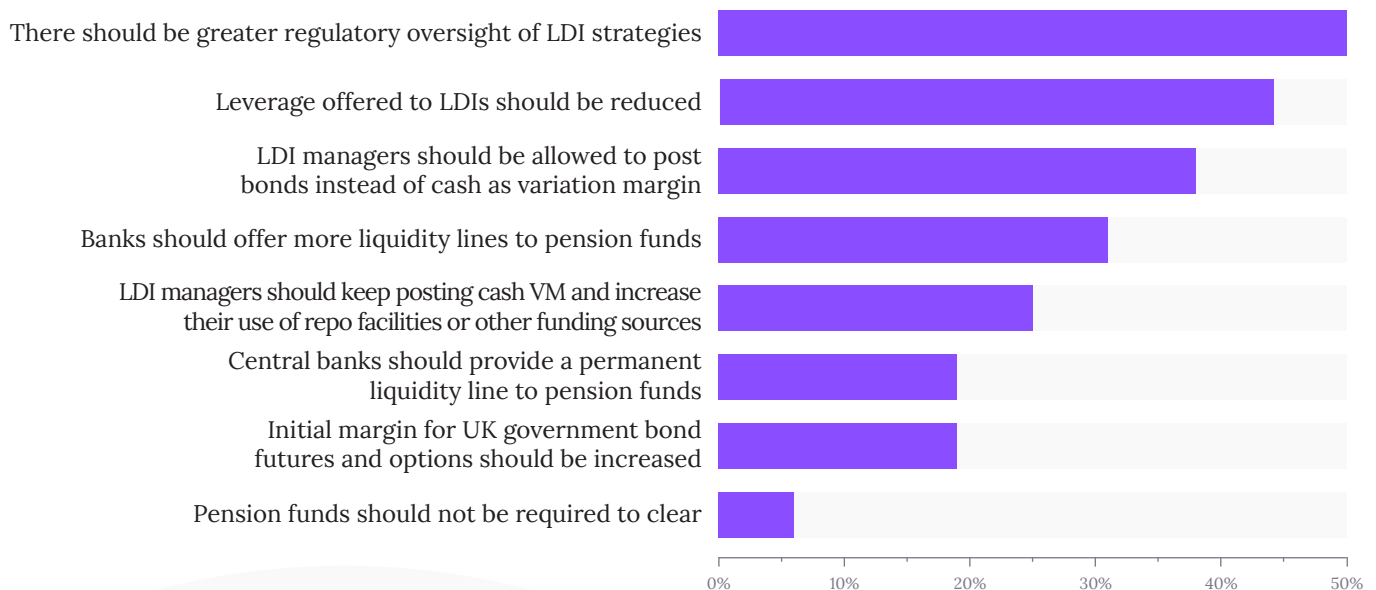 There should be greater regulatory oversight of LDI strategies
Leverage offered to LDIs should be reduced
LDI managers should be allowed to post
bonds instead of cash as variation margin
Banks should offer more liquidity lines to pension funds
LDI managers should keep posting cash VM and increase
their use of repo facilities or other funding sources
Central banks should provide a permanent
liquidity line to pension funds
Initial margin for UK government bond
futures and options should be increased
Pension funds should not be required to clear
0% 10% 20% 30% 40% 50%